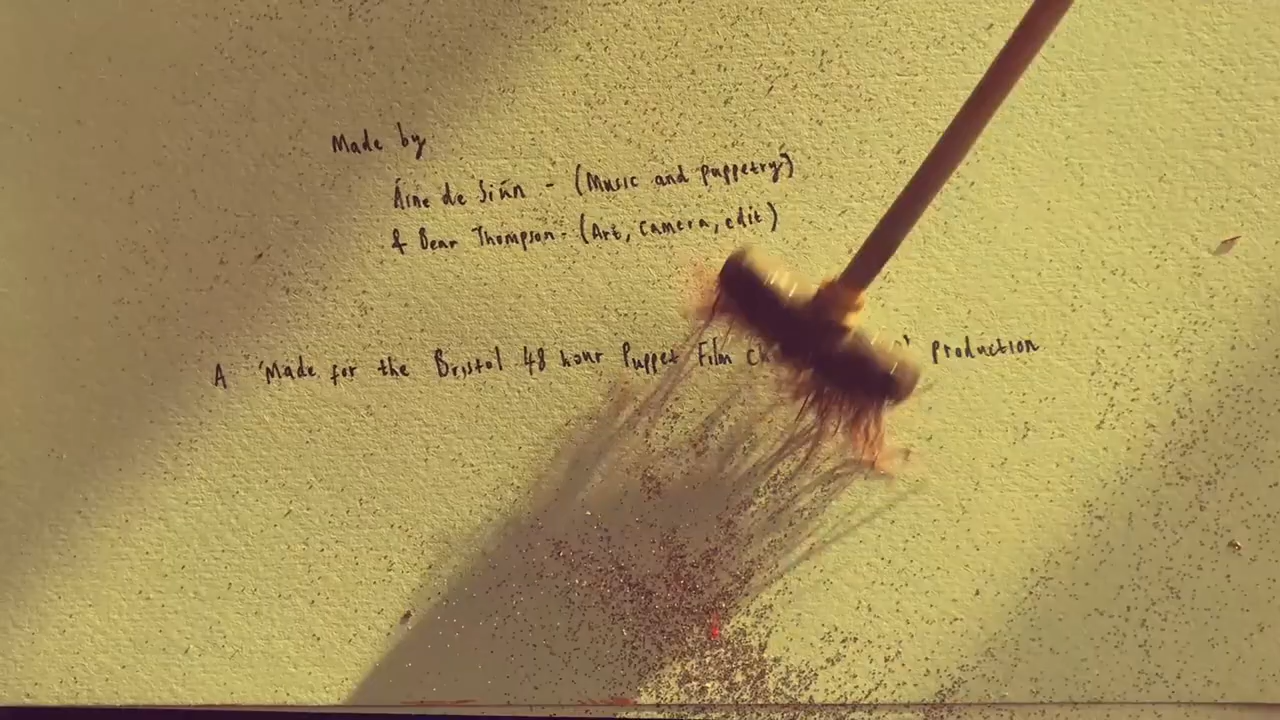 Made by
Áine de Siún - (Music and puppetry)
& Bear Thompson - (Art, camera, edit)
A 'Made for the Bristol 48 hour Puppet Film production